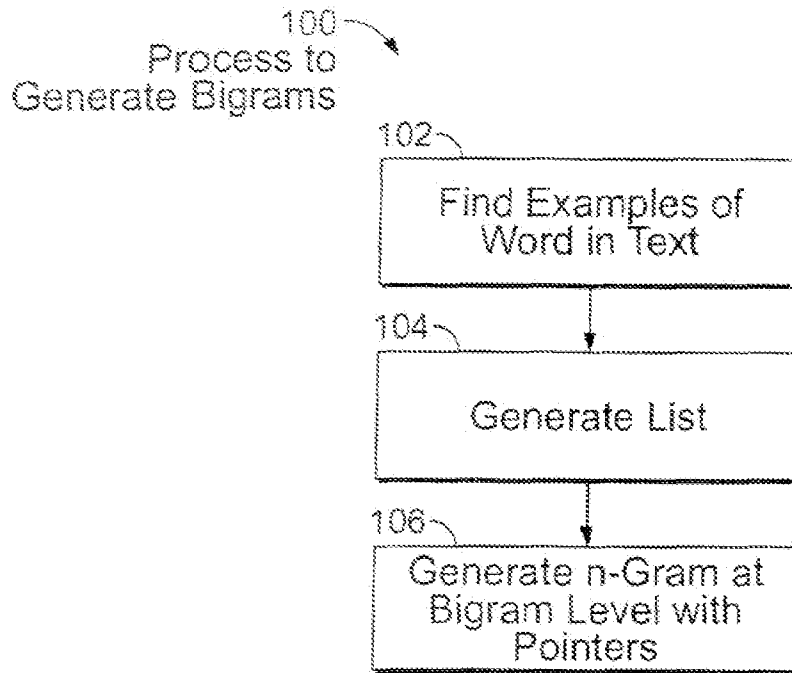 100
Process to
Generate Bigrams
102
Find Examples of
Word in Text
104
Generate List
106
Generate n-Gram at
Bigram Level with
Pointers